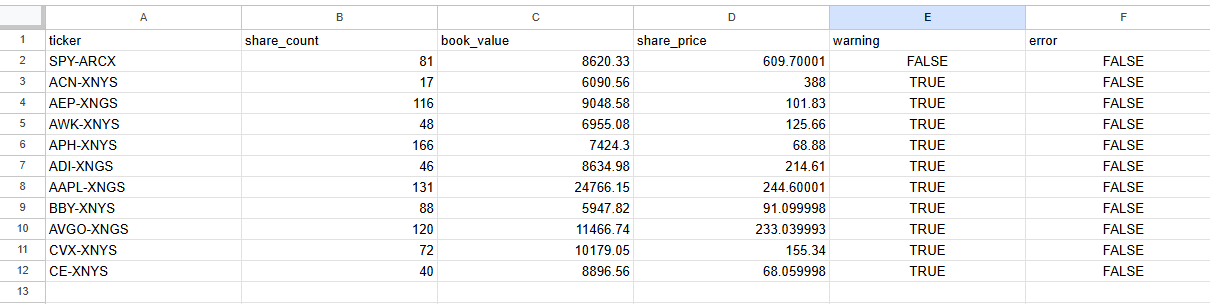 A B C D E F
1 ticker share_count book_value share_price warning error
2 SPY-ARCX 81 8620.33 609.70001 FALSE FALSE
3 ACN-XNYS 17 6090.56 388 TRUE FALSE
4 AEP-XNGS 116 9048.58 101.83 TRUE FALSE
5 AWK-XNYS 48 6955.08 125.66 TRUE FALSE
6 APH-XNYS 166 7424.3 68.88 TRUE FALSE
7 ADI-XNGS 46 8634.98 214.61 TRUE FALSE
8 AAPL-XNGS 131 24766.15 244.60001 TRUE FALSE
9 BBY-XNYS 88 5947.82 91.099998 TRUE FALSE
10 AVGO-XNGS 120 11466.74 233.039993 TRUE FALSE
11 CVX-XNYS 72 10179.05 155.34 TRUE FALSE
12 CE-XNYS 40 8896.56 68.059998 TRUE FALSE
13